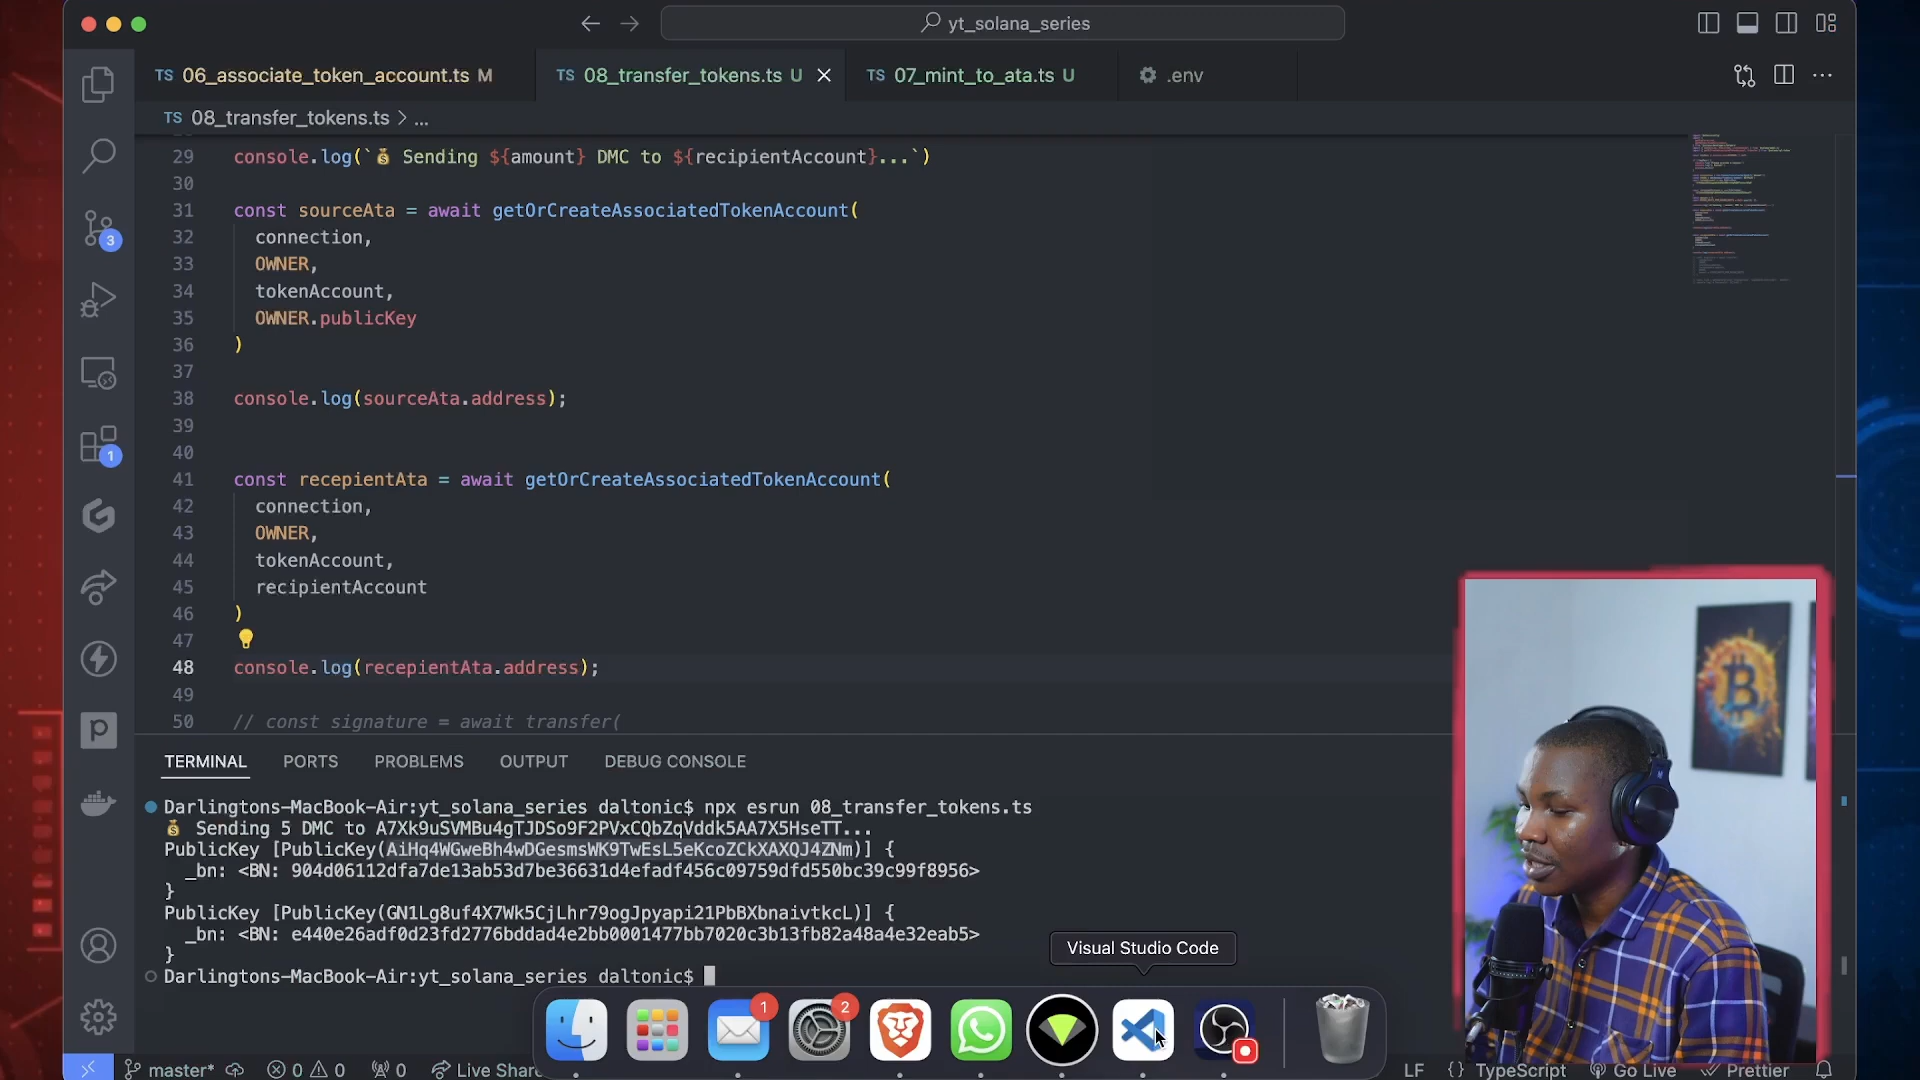 yt_solana_series
TS 06_associate_token_account.ts M
TS 08_transfer_tokens.ts U
TS 07_mint_to_ata.ts U
.env
TS 08_transfer_tokens.ts > ...
29 console.log(`💰 Sending ${amount} DMC to ${recipientAccount}...`)
30
31 const sourceAta = await getOrCreateAssociatedTokenAccount(
32 connection,
33 OWNER,
34 tokenAccount,
35 OWNER.publicKey
36 )
37
38 console.log(sourceAta.address);
39
40
41 const recepientAta = await getOrCreateAssociatedTokenAccount(
42 connection,
43 OWNER,
44 tokenAccount,
45 recipientAccount
46 )
47
48 console.log(recepientAta.address);
49
50 // const signature = await transfer(
3
1
TERMINAL PORTS PROBLEMS OUTPUT DEBUG CONSOLE
Darlingtons-MacBook-Air:yt_solana_series daltonic$ npx esrun 08_transfer_tokens.ts
💰 Sending 5 DMC to A7Xk9uSVMBu4gTJDSo9F2PVxCQbZqVddk5AA7X5HseTT...
PublicKey [PublicKey(AiHq4WGweBh4wDGesmsWK9TwEsL5eKcoZCkXAXQJ4ZNm)] {
_bn: <BN: 904d06112dfa7de13ab53d7be36631d4efadf456c09759dfd550bc39c99f8956>
}
PublicKey [PublicKey(GN1Lg8uf4X7Wk5CjLhr79ogJpyapi21PbBXbnaivtkcL)] {
_bn: <BN: e440e26adf0d23fd2776bddad4e2bb0001477bb7020c3b13fb82a48a4e32eab5>
}
Darlingtons-MacBook-Air:yt_solana_series daltonic$
Visual Studio Code
1
2
master* 0 0 0 Live Share
LF {} TypeScript Go Live Prettier